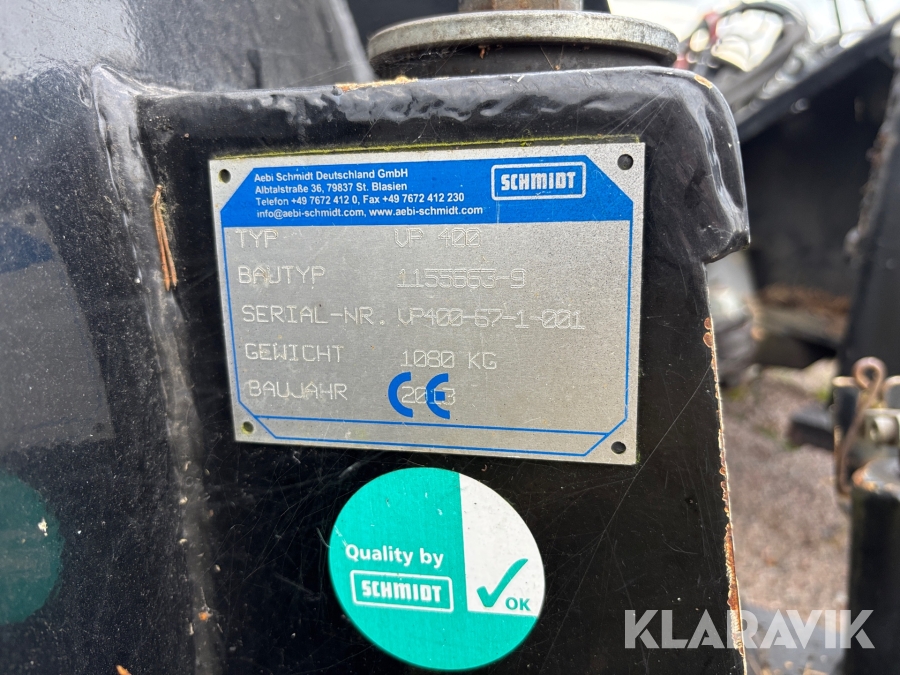 Aebi Schmidt Deutschland GmbH
Albtalstraße 36, 79837 St. Blasien
Telefon +49 7672 412 0, Fax +49 7672 412 230
info@aebi-schmidt.com, www.aebi-schmidt.com
SCHMIDT
TYP VP 400
BAUTYP 1155653-9
SERIAL-NR. VP400-67-1-001
GEWICHT 1080 KG
BAUJAHR 2013
CE
Quality by
SCHMIDT
OK
KLARAVIK